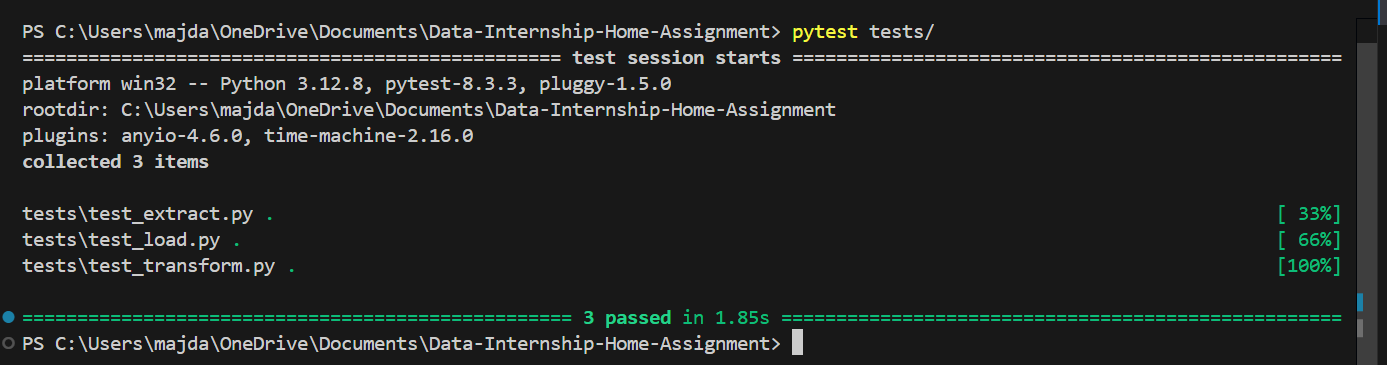 PS C:\Users\majda\OneDrive\Documents\Data-Internship-Home-Assignment> pytest tests/
================================================= test session starts ==================================================
platform win32 -- Python 3.12.8, pytest-8.3.3, pluggy-1.5.0
rootdir: C:\Users\majda\OneDrive\Documents\Data-Internship-Home-Assignment
plugins: anyio-4.6.0, time-machine-2.16.0
collected 3 items
tests\test_extract.py . [ 33%]
tests\test_load.py . [ 66%]
tests\test_transform.py . [100%]
================================================== 3 passed in 1.85s ===================================================
PS C:\Users\majda\OneDrive\Documents\Data-Internship-Home-Assignment>